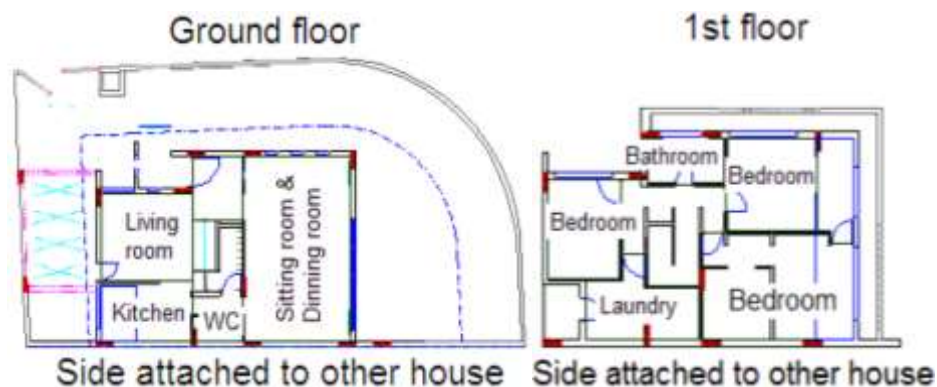 Ground floor
1st floor
Living
room
Kitchen
WC
Sitting room &
Dinning room
Side attached to other house
Bathroom
Bedroom
Bedroom
Bedroom
Laundry
Side attached to other house